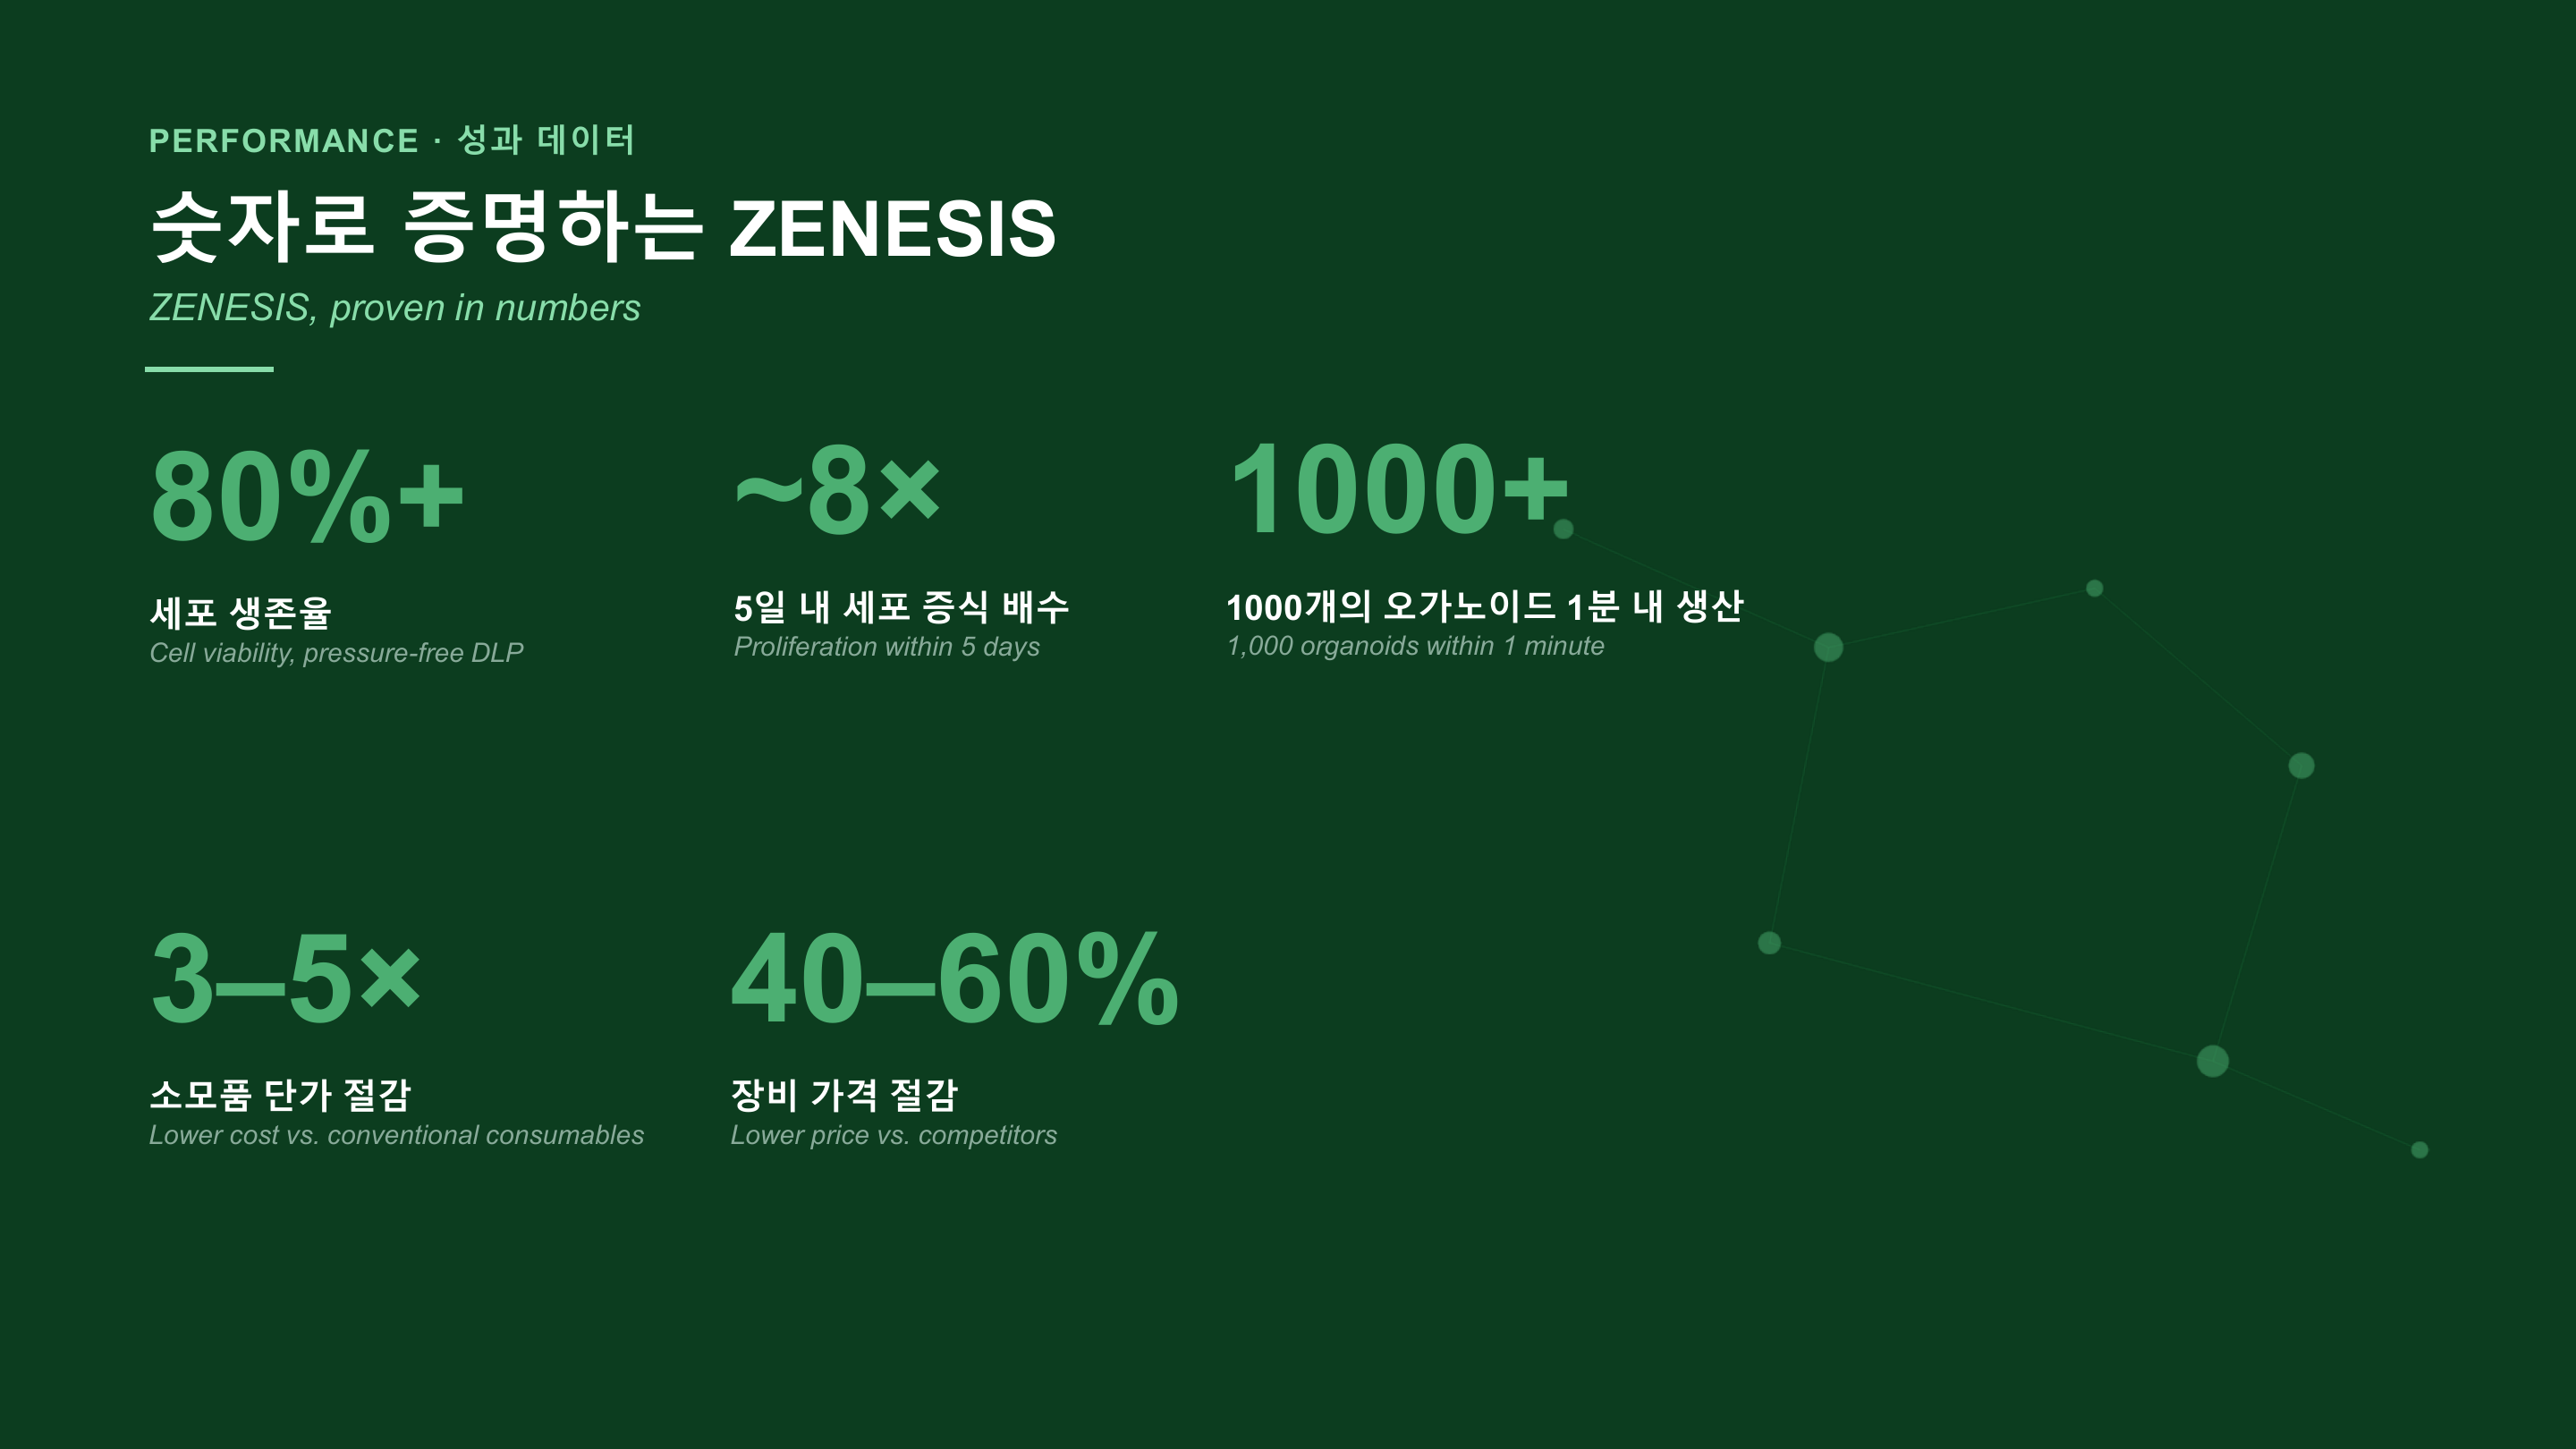 PERFORMANCE · 성과 데이터
숫자로 증명하는 ZENESIS
ZENESIS, proven in numbers
80%+
세포 생존율
Cell viability, pressure-free DLP
~8×
5일 내 세포 증식 배수
Proliferation within 5 days
1000+
1000개의 오가노이드 1분 내 생산
1,000 organoids within 1 minute
3–5×
소모품 단가 절감
Lower cost vs. conventional consumables
40–60%
장비 가격 절감
Lower price vs. competitors